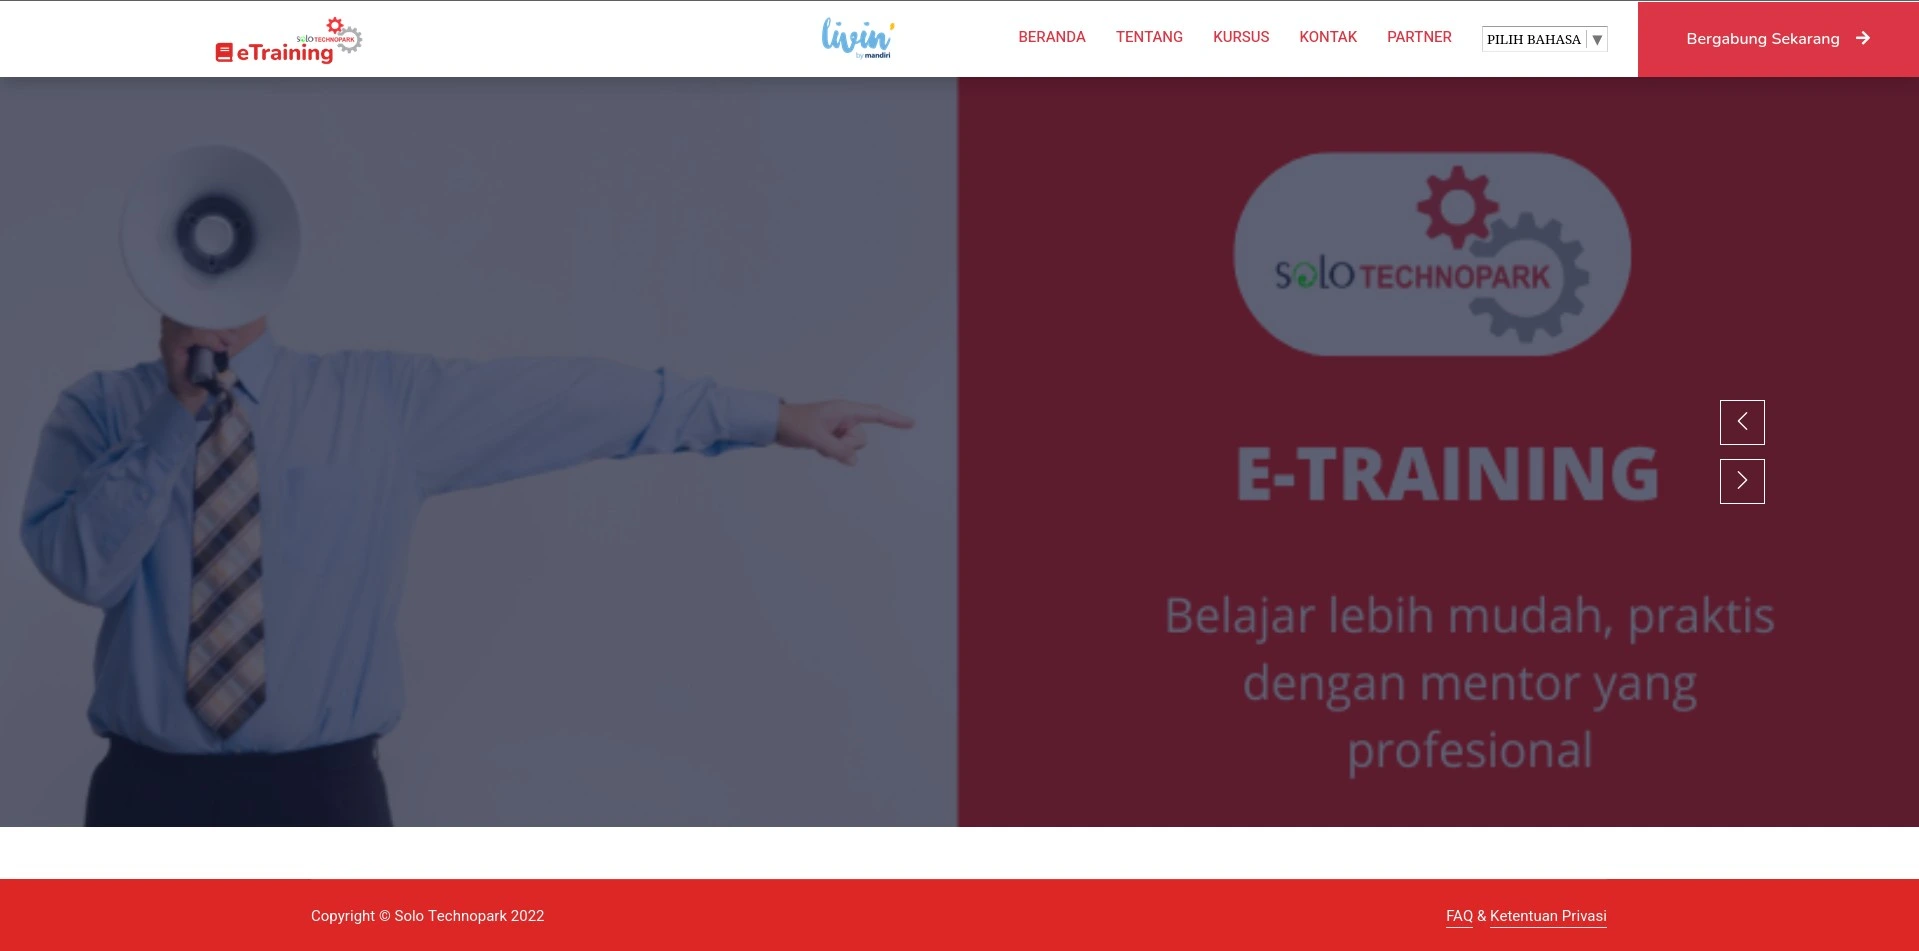 solo TECHNOPARK
eTraining
livin'
by mandiri
BERANDA
TENTANG
KURSUS
KONTAK
PARTNER
PILIH BAHASA ▼
Bergabung Sekarang
solo TECHNOPARK
E-TRAINING
Belajar lebih mudah, praktis
dengan mentor yang
profesional
Copyright © Solo Technopark 2022
FAQ & Ketentuan Privasi